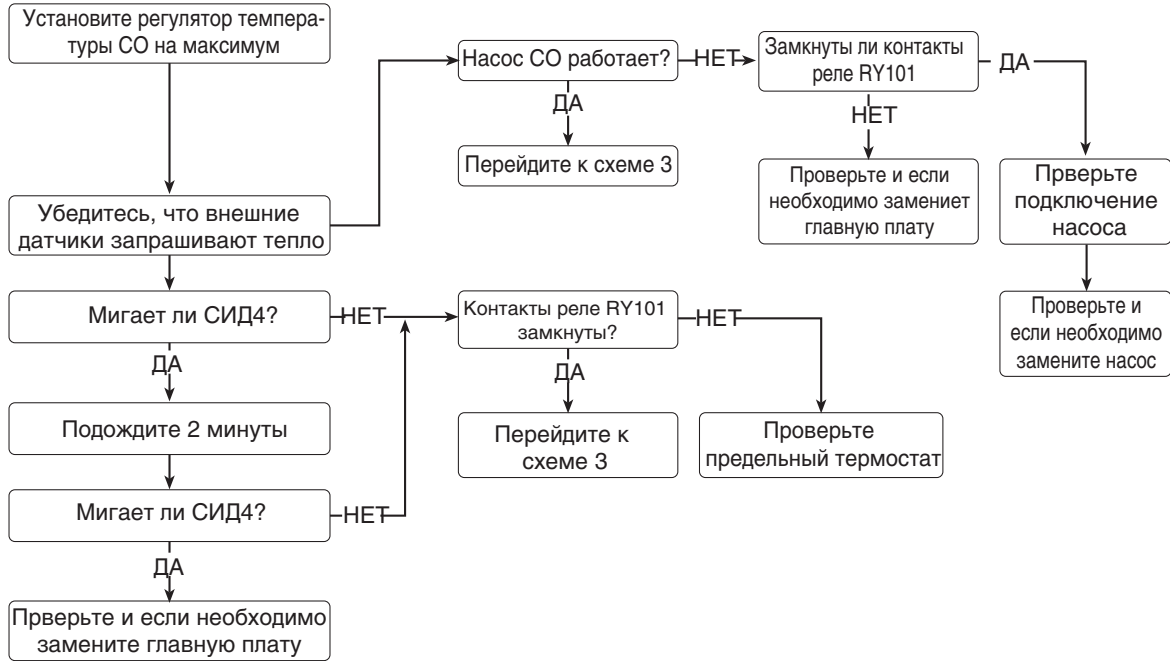 Установите регулятор темпера-
туры СО на максимум
Насос СО работает?
НЕТ
Замкнуты ли контакты
реле RY101
ДА
ДА
НЕТ
Перейдите к схеме 3
Проверьте и если
необходимо замениет
главную плату
Прверьте
подключение
насоса
Убедитесь, что внешние
датчики запрашивают тепло
Мигает ли СИД4?
НЕТ
Контакты реле RY101
замкнуты?
НЕТ
Проверьте и
если необходимо
замените насос
ДА
ДА
Подождите 2 минуты
Перейдите к
схеме 3
Проверьте
предельный термостат
Мигает ли СИД4?
НЕТ
ДА
Прверьте и если необходимо
замените главную плату